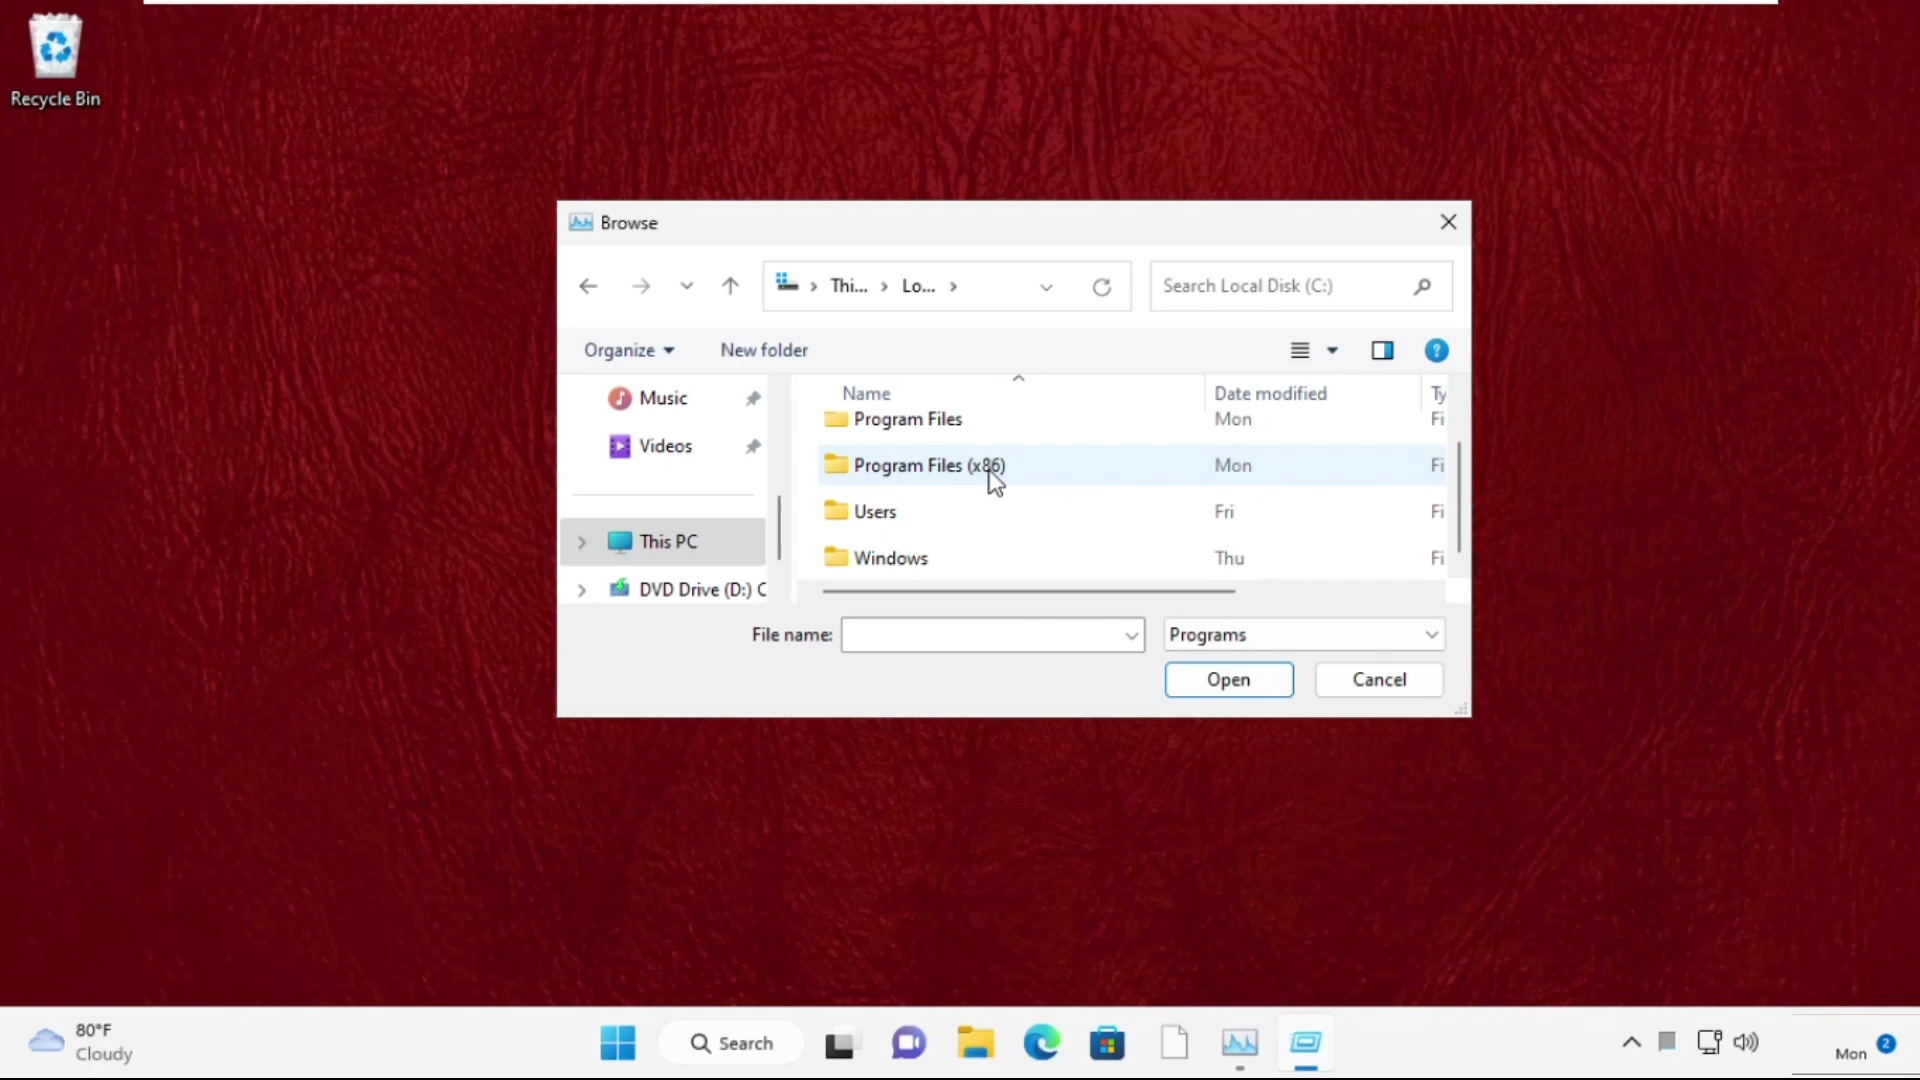 Recycle Bin
Browse
Thi... Lo...
Search Local Disk (C:)
Organize New folder
Name Date modified Ty
Music
Videos
This PC
DVD Drive (D:) C
Program Files Mon Fi
Program Files (x86) Mon Fi
Users Fri Fi
Windows Thu Fi
File name: Programs
Open Cancel
80°F
Cloudy
Search
Mon 2